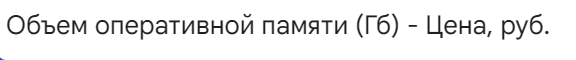 Объем оперативной памяти (Гб) - Цена, руб.